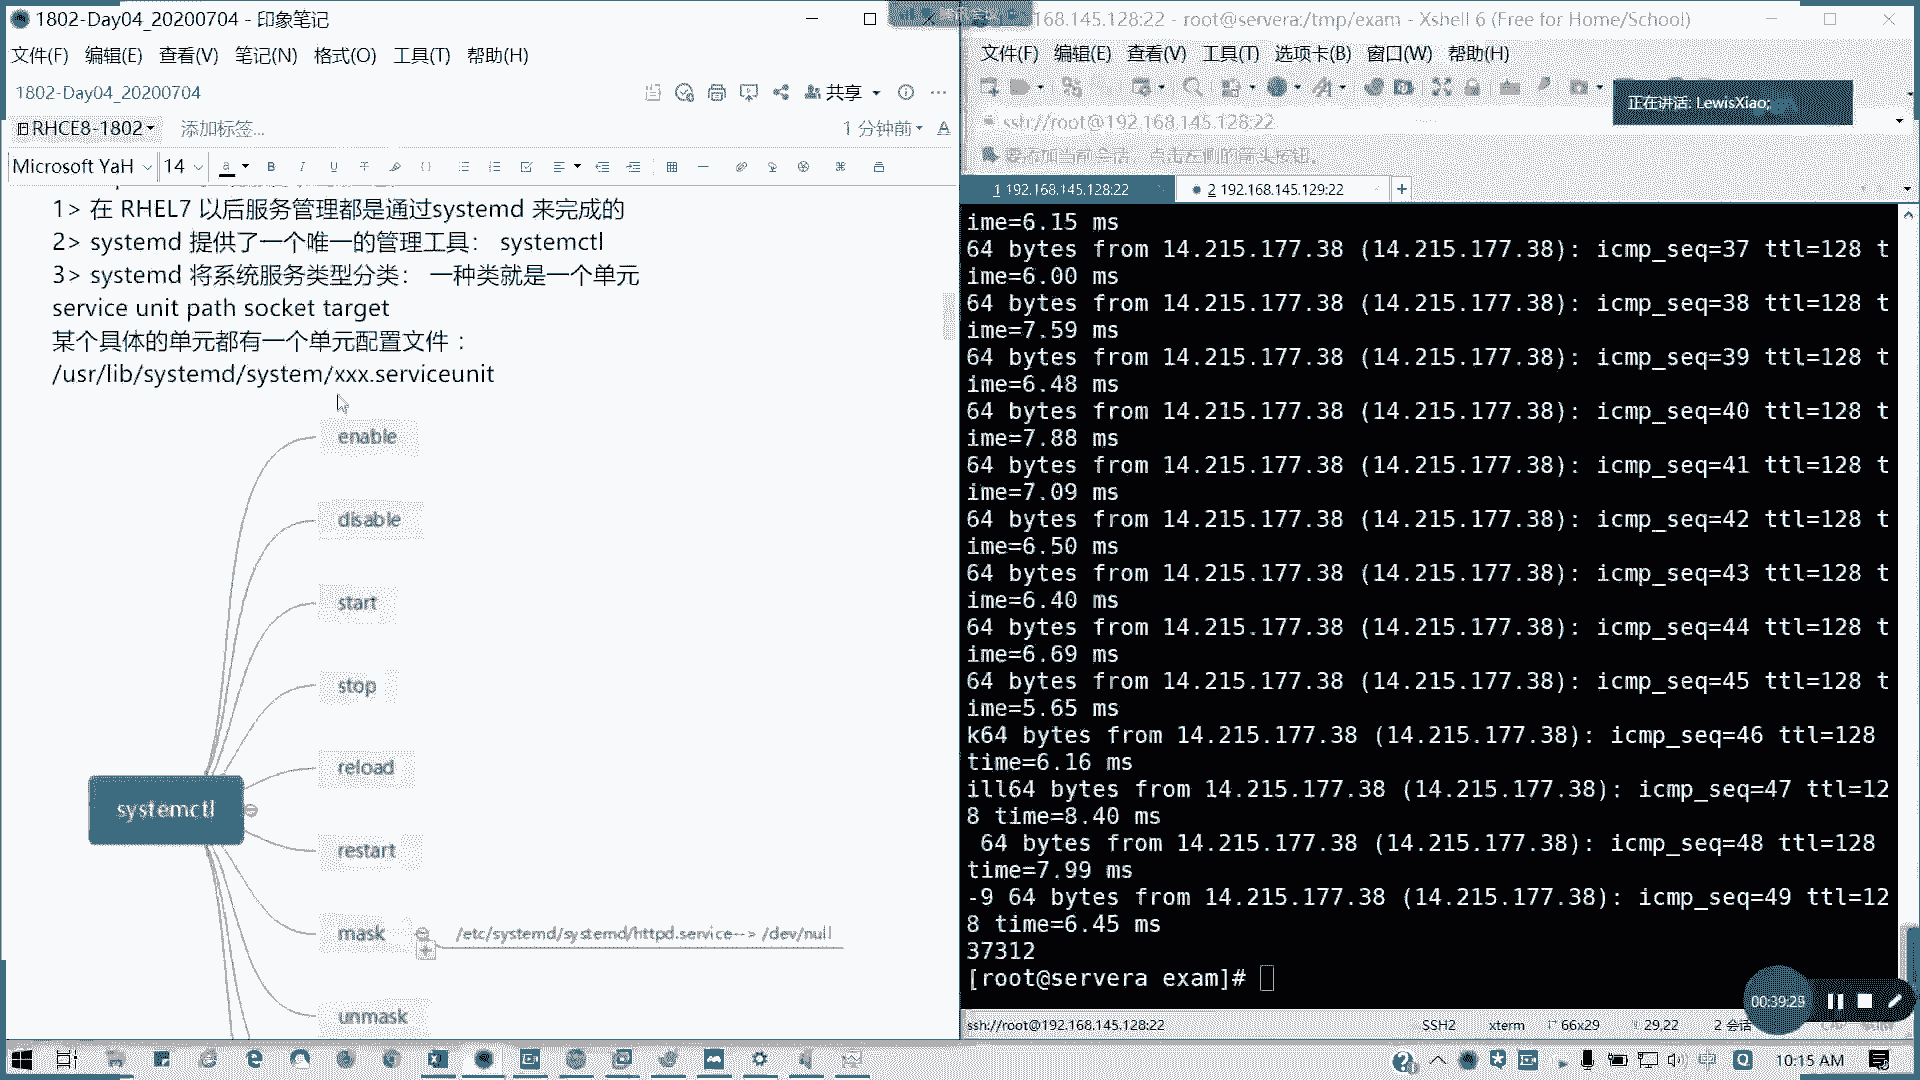 1802-Day04_20200704 - 印象笔记
文件(F) 编辑(E) 查看(V) 笔记(N) 格式(O) 工具(T) 帮助(H)
1802-Day04_20200704
共享
RHCE8-1802
添加标签...
1 分钟前
Microsoft YaH 14
1> 在 RHEL7 以后服务管理都是通过systemd 来完成的
2> systemd 提供了一个唯一的管理工具： systemctl
3> systemd 将系统服务类型分类： 一种类就是一个单元
service unit path socket target
某个具体的单元都有一个单元配置文件：
/usr/lib/systemd/system/xxx.serviceunit
enable
disable
start
stop
reload
systemctl
restart
mask
/etc/systemd/systemd/httpd.service--> /dev/null
unmask
168.145.128:22 - root@servera:/tmp/exam - Xshell 6 (Free for Home/School)
文件(F) 编辑(E) 查看(V) 工具(T) 选项卡(B) 窗口(W) 帮助(H)
正在讲话: LewisXiao;
ssh://root@192.168.145.128:22
要添加当前会话，点击左侧的箭头按钮。
1 192.168.145.128:22
2 192.168.145.129:22
ime=6.15 ms
64 bytes from 14.215.177.38 (14.215.177.38): icmp_seq=37 ttl=128 t
ime=6.00 ms
64 bytes from 14.215.177.38 (14.215.177.38): icmp_seq=38 ttl=128 t
ime=7.59 ms
64 bytes from 14.215.177.38 (14.215.177.38): icmp_seq=39 ttl=128 t
ime=6.48 ms
64 bytes from 14.215.177.38 (14.215.177.38): icmp_seq=40 ttl=128 t
ime=7.88 ms
64 bytes from 14.215.177.38 (14.215.177.38): icmp_seq=41 ttl=128 t
ime=7.09 ms
64 bytes from 14.215.177.38 (14.215.177.38): icmp_seq=42 ttl=128 t
ime=6.50 ms
64 bytes from 14.215.177.38 (14.215.177.38): icmp_seq=43 ttl=128 t
ime=6.40 ms
64 bytes from 14.215.177.38 (14.215.177.38): icmp_seq=44 ttl=128 t
ime=6.69 ms
64 bytes from 14.215.177.38 (14.215.177.38): icmp_seq=45 ttl=128 t
ime=5.65 ms
k64 bytes from 14.215.177.38 (14.215.177.38): icmp_seq=46 ttl=128
time=6.16 ms
ill64 bytes from 14.215.177.38 (14.215.177.38): icmp_seq=47 ttl=12
8 time=8.40 ms
64 bytes from 14.215.177.38 (14.215.177.38): icmp_seq=48 ttl=128
time=7.99 ms
-9 64 bytes from 14.215.177.38 (14.215.177.38): icmp_seq=49 ttl=12
8 time=6.45 ms
37312
[root@servera exam]#
00:39:25
ssh://root@192.168.145.128:22 SSH2 xterm 66x29 29,22 2 会话
10:15 AM